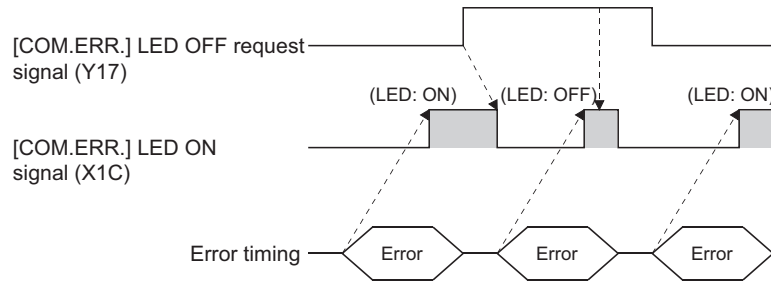 [COM.ERR.] LED OFF request
signal (Y17)
(LED: ON) (LED: OFF) (LED: ON)
[COM.ERR.] LED ON
signal (X1C)
Error timing Error Error Error